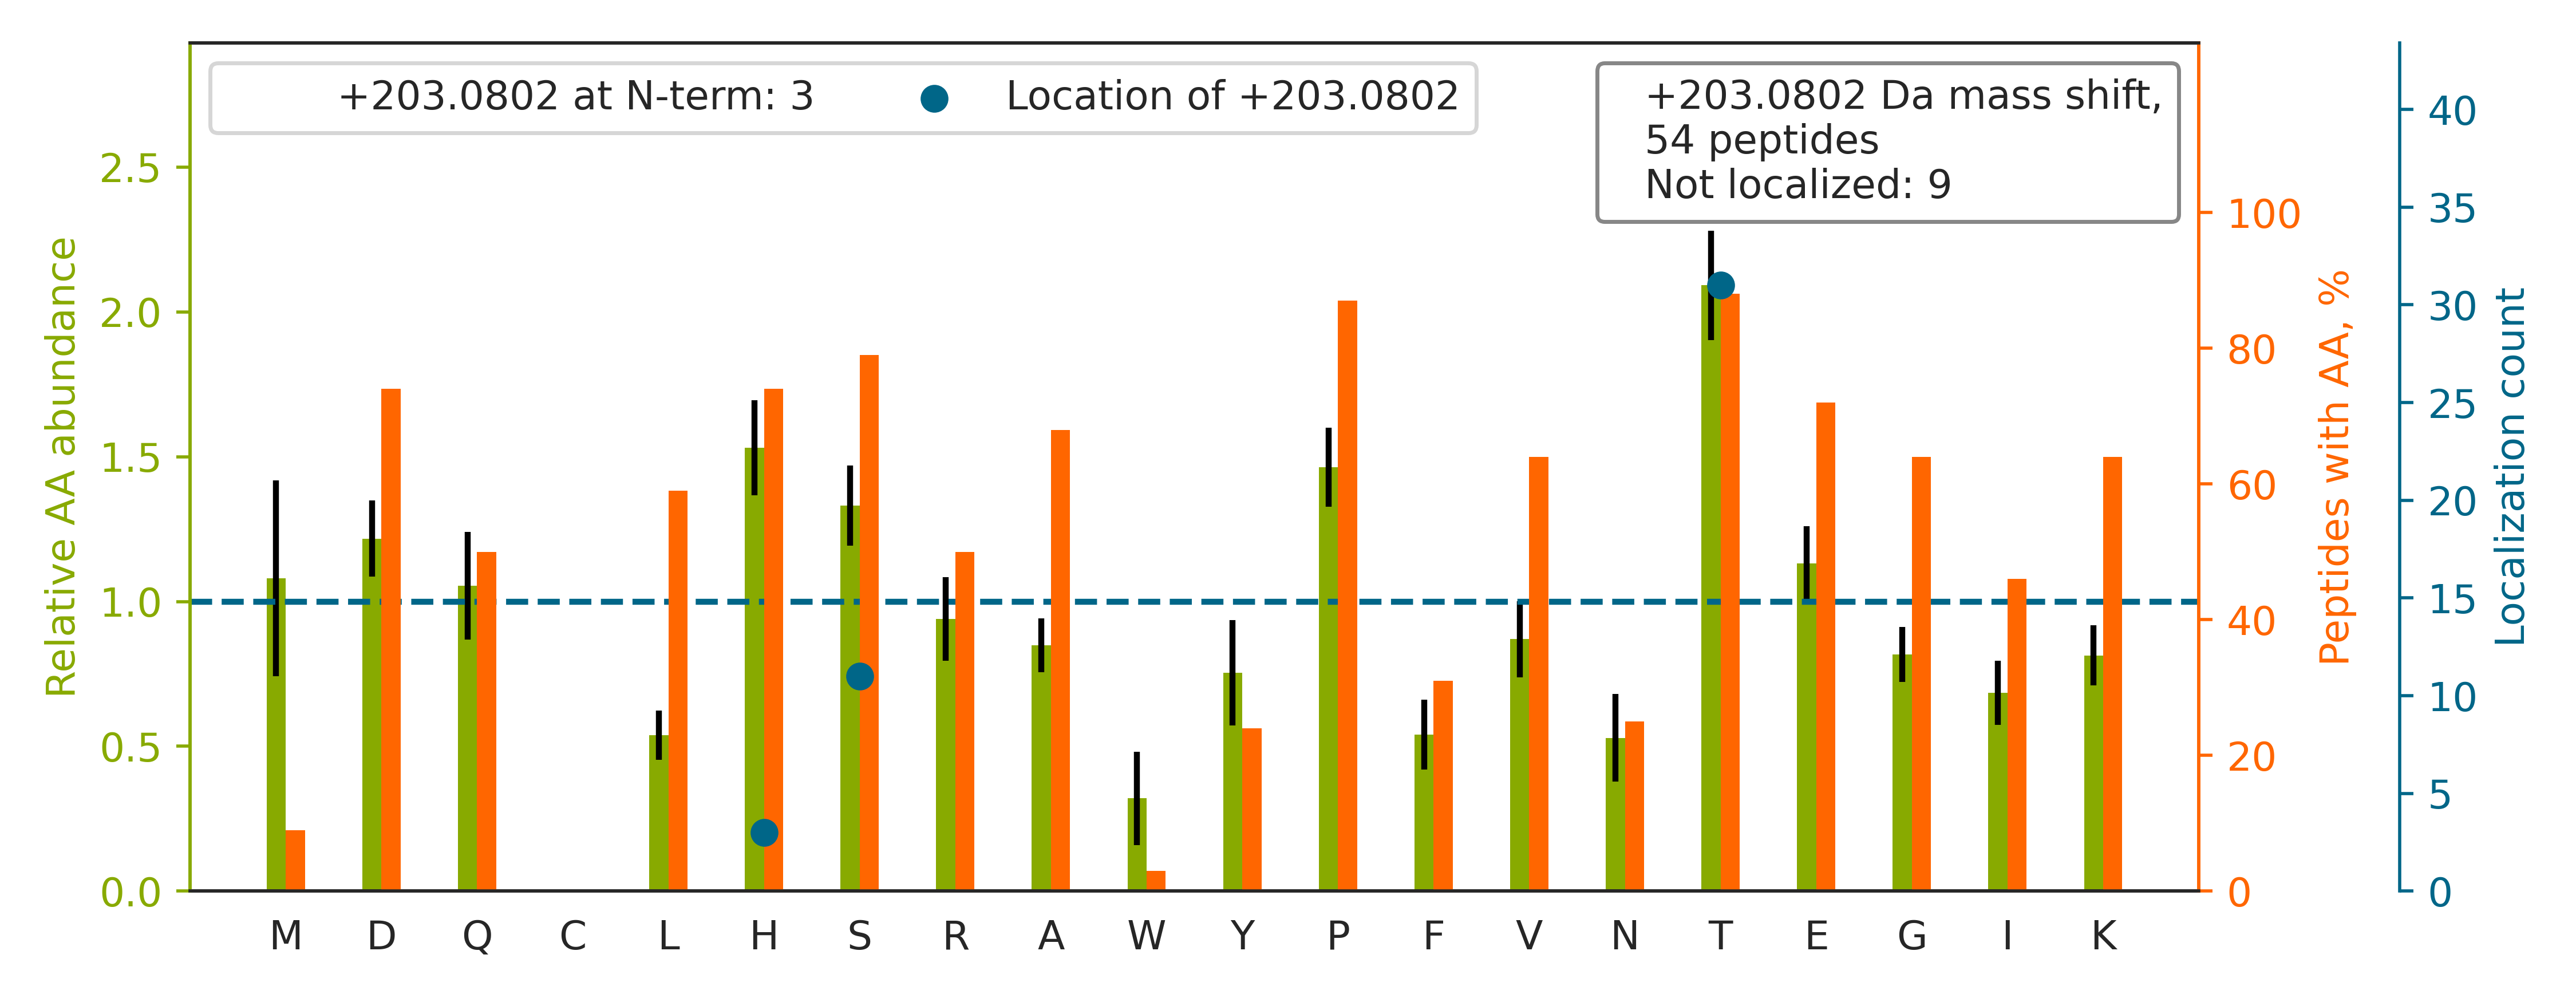 +203.0802 at N-term: 3
Location of +203.0802
+203.0802 Da mass shift,
54 peptides
Not localized: 9
Relative AA abundance
2.5
2.0
1.5
1.0
0.5
0.0
M D Q C L H S R A W Y P F V N T E G I K
100
80
60
40
20
0
Peptides with AA, %
40
35
30
25
20
15
10
5
0
Localization count